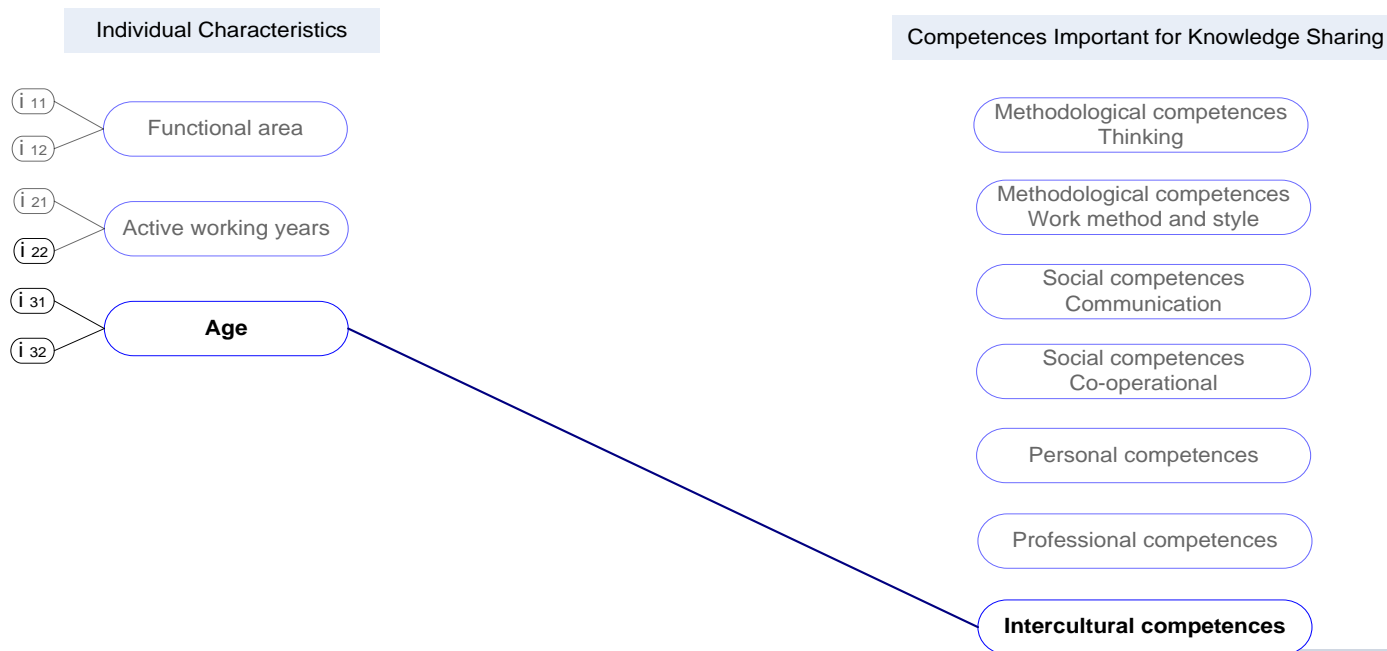 Individual Characteristics
Competences Important for Knowledge Sharing
i 11
i 12
Functional area
i 21
i 22
Active working years
i 31
i 32
Age
Methodological competences
Thinking
Methodological competences
Work method and style
Social competences
Communication
Social competences
Co-operational
Personal competences
Professional competences
Intercultural competences